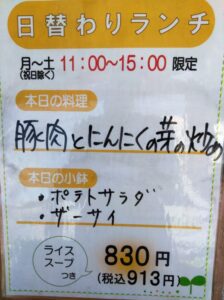 日替わりランチ
月〜土 11:00〜15:00 限定
(祝日除く)
本日の料理
豚肉とにんにくの芽の炒め
本日の小鉢
・ポテトサラダ
・ザーサイ
ライス
スープ
つき
830円
(税込913円)